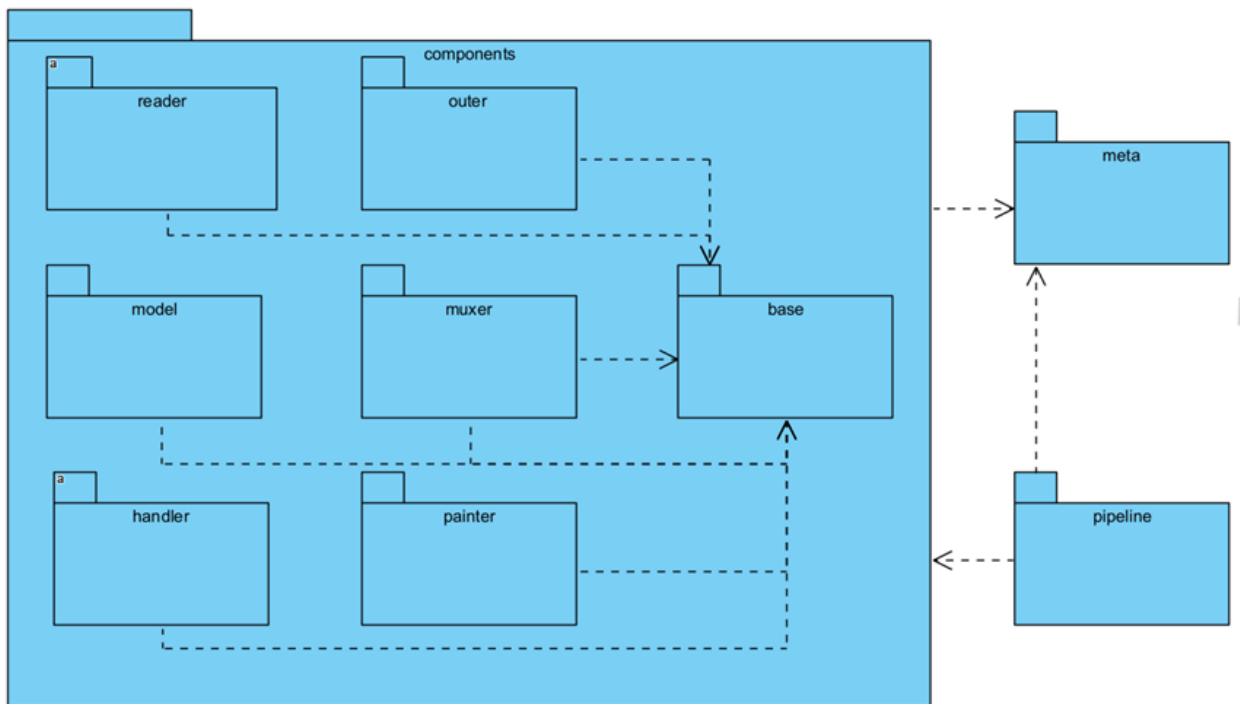 components
a
reader
outer
meta
model
muxer
base
a
handler
painter
pipeline